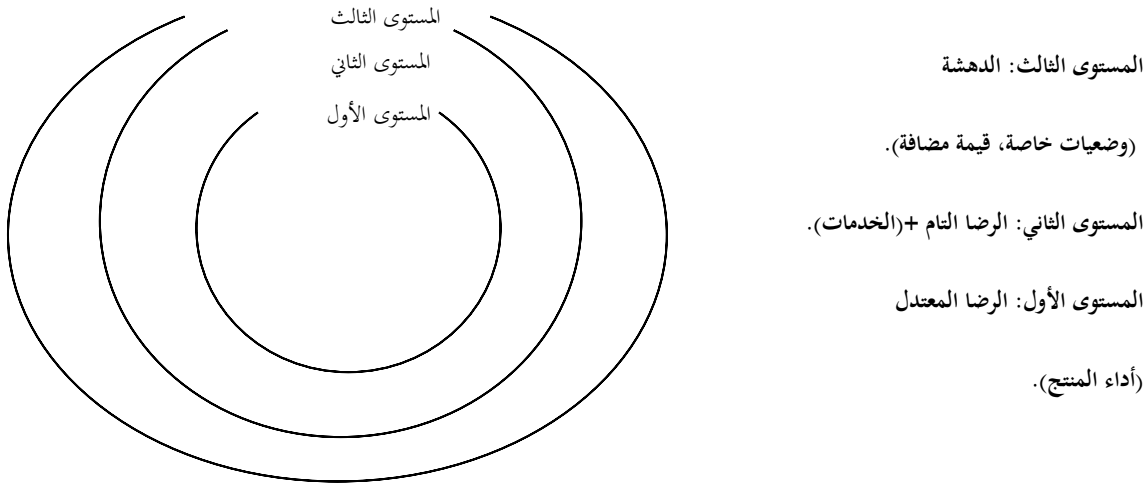 المستوى الثالث
المستوى الثاني
المستوى الأول
المستوى الثالث: الدهشة
(وضعيات خاصة، قيمة مضافة).
المستوى الثاني: الرضا التام +(الخدمات).
المستوى الأول: الرضا المعتدل
(أداء المنتج).